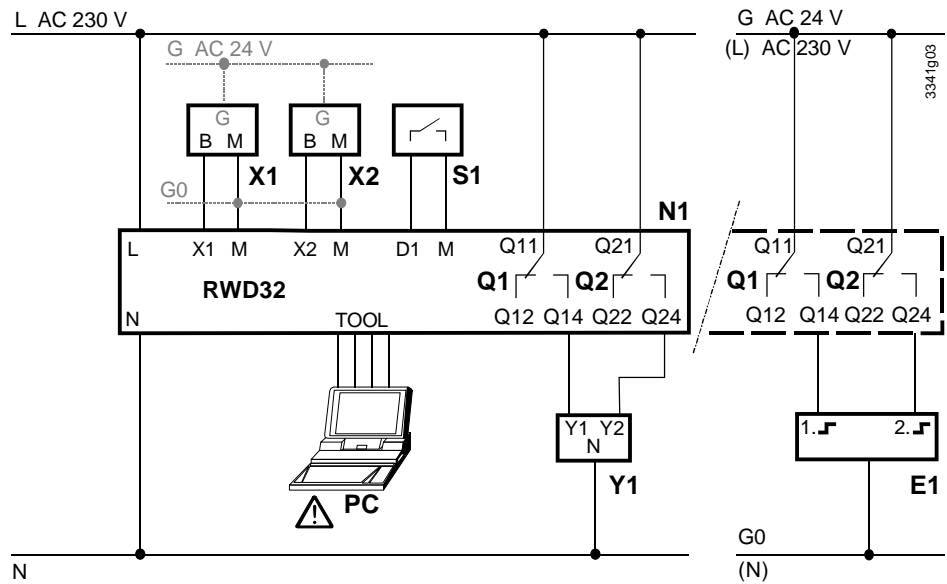 L AC 230 V
G AC 24 V
G AC 24 V
(L) AC 230 V
3341g03
G
G
B M
B M
X1
X2
S1
G0
N1
L X1 M X2 M D1 M Q11 Q21
Q11 Q21
RWD32
Q1 Q2
Q1 Q2
N TOOL Q12 Q14 Q22 Q24
Q12 Q14 Q22 Q24
Y1 Y2
N
1. 2.
Y1
E1
PC
G0
N
(N)